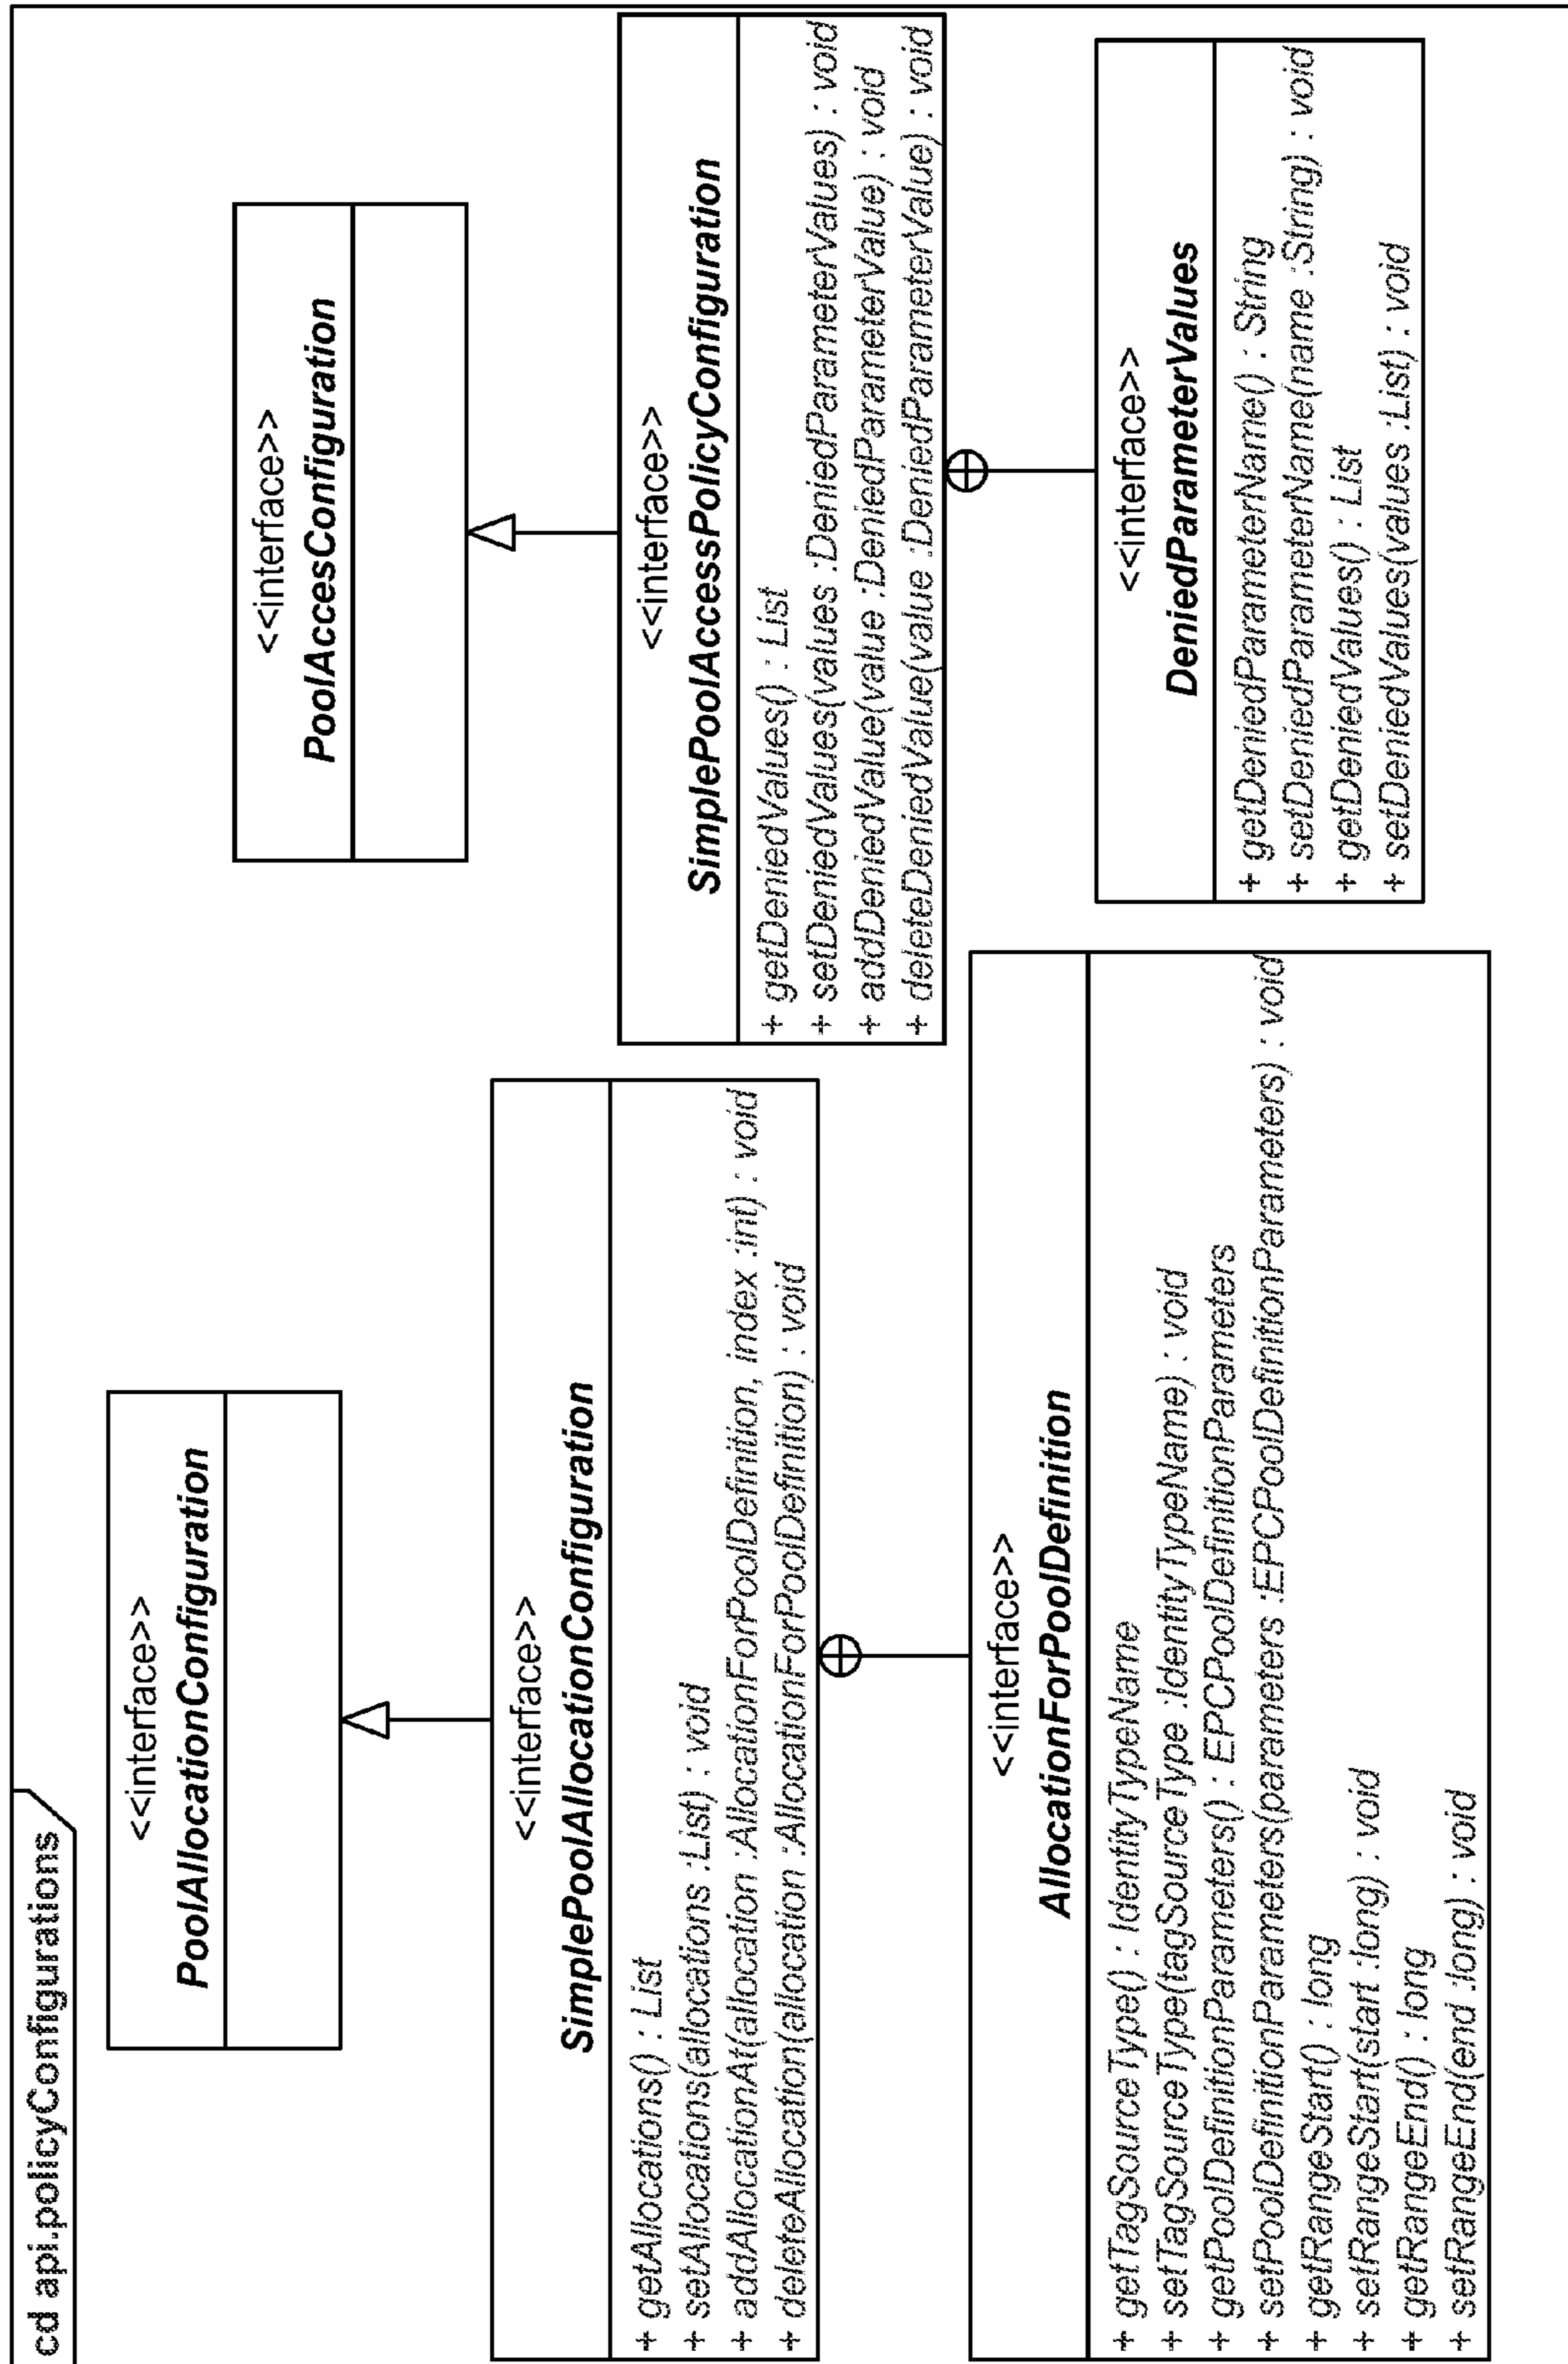 cd api.policyConfigurations
<<interface>>
PoolAllocationConfiguration
<<interface>>
SimplePoolAllocationConfiguration
+ getAllocations() : List
+ setAllocations(allocations :List) : void
+ addAllocationAt(allocation :AllocationForPoolDefinition, index :int) : void
+ deleteAllocation(allocation :AllocationForPoolDefinition) : void
<<interface>>
AllocationForPoolDefinition
+ getTagSourceType() : IdentityTypeName
+ setTagSourceType(tagSourceType :IdentityTypeName) : void
+ getPoolDefinitionParameters() : EPCPoolDefinitionParameters
+ setPoolDefinitionParameters(parameters :EPCPoolDefinitionParameters) : void
+ getRangeStart() : long
+ setRangeStart(start :long) : void
+ getRangeEnd() : long
+ setRangeEnd(end :long) : void
<<interface>>
PoolAccesConfiguration
<<interface>>
SimplePoolAccessPolicyConfiguration
+ getDeniedValues() : List
+ setDeniedValues(values :DeniedParameterValues) : void
+ addDeniedValue(value :DeniedParameterValue) : void
+ deleteDeniedValue(value :DeniedParameterValue) : void
<<interface>>
DeniedParameterValues
+ getDeniedParameterName() : String
+ setDeniedParameterName(name :String) : void
+ getDeniedValues() : List
+ setDeniedValues(values :List) : void